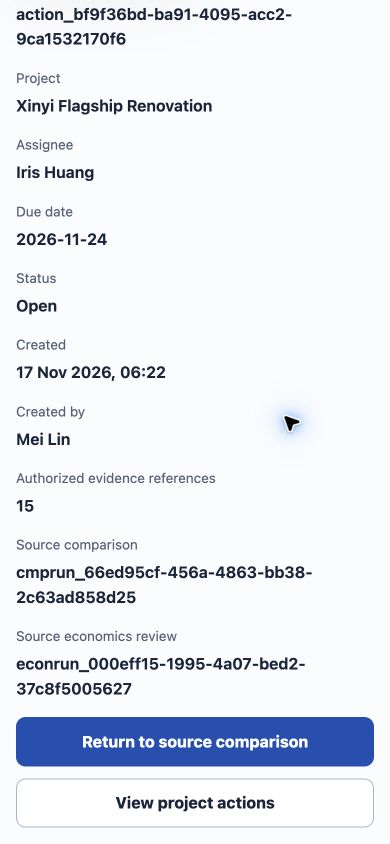 action_bf9f36bd-ba91-4095-acc2-
9ca1532170f6
Project
Xinyi Flagship Renovation
Assignee
Iris Huang
Due date
2026-11-24
Status
Open
Created
17 Nov 2026, 06:22
Created by
Mei Lin
Authorized evidence references
15
Source comparison
cmprun_66ed95cf-456a-4863-bb38-
2c63ad858d25
Source economics review
econrun_000eff15-1995-4a07-bed2-
37c8f5005627
Return to source comparison
View project actions